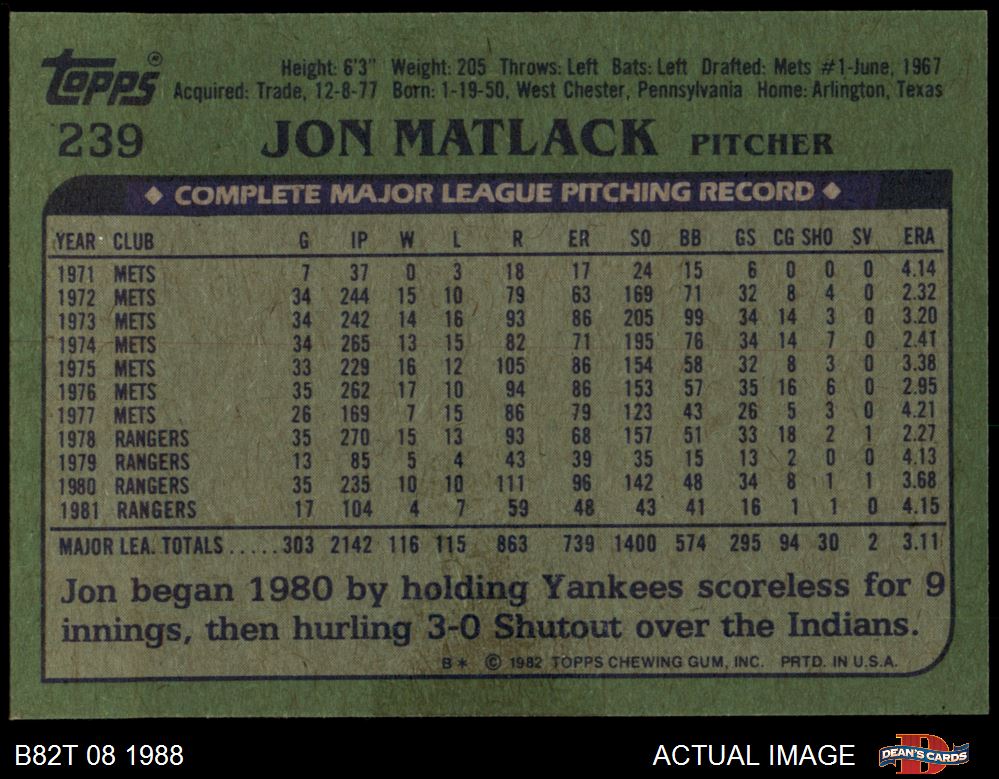 Topps®
Height: 6'3" Weight: 205 Throws: Left Bats: Left Drafted: Mets #1-June, 1967
Acquired: Trade, 12-8-77 Born: 1-19-50, West Chester, Pennsylvania Home: Arlington, Texas
239 JON MATLACK PITCHER
◆ COMPLETE MAJOR LEAGUE PITCHING RECORD ◆
YEAR CLUB G IP W L R ER SO BB GS CG SHO SV ERA
1971 METS 7 37 0 3 18 17 24 15 6 0 0 0 4.14
1972 METS 34 244 15 10 79 63 169 71 32 8 4 0 2.32
1973 METS 34 242 14 16 93 86 205 99 34 14 3 0 3.20
1974 METS 34 265 13 15 82 71 195 76 34 14 7 0 2.41
1975 METS 33 229 16 12 105 86 154 58 32 8 3 0 3.38
1976 METS 35 262 17 10 94 86 153 57 35 16 6 0 2.95
1977 METS 26 169 7 15 86 79 123 43 26 5 3 0 4.21
1978 RANGERS 35 270 15 13 93 68 157 51 33 18 2 1 2.27
1979 RANGERS 13 85 5 4 43 39 35 15 13 2 0 0 4.13
1980 RANGERS 35 235 10 10 111 96 142 48 34 8 1 1 3.68
1981 RANGERS 17 104 4 7 59 48 43 41 16 1 1 0 4.15
MAJOR LEA. TOTALS.....303 2142 116 115 863 739 1400 574 295 94 30 2 3.11
Jon began 1980 by holding Yankees scoreless for 9
innings, then hurling 3-0 Shutout over the Indians.
B* © 1982 TOPPS CHEWING GUM, INC. PRTD. IN U.S.A.
B82T 08 1988 ACTUAL IMAGE DEAN'S CARDS